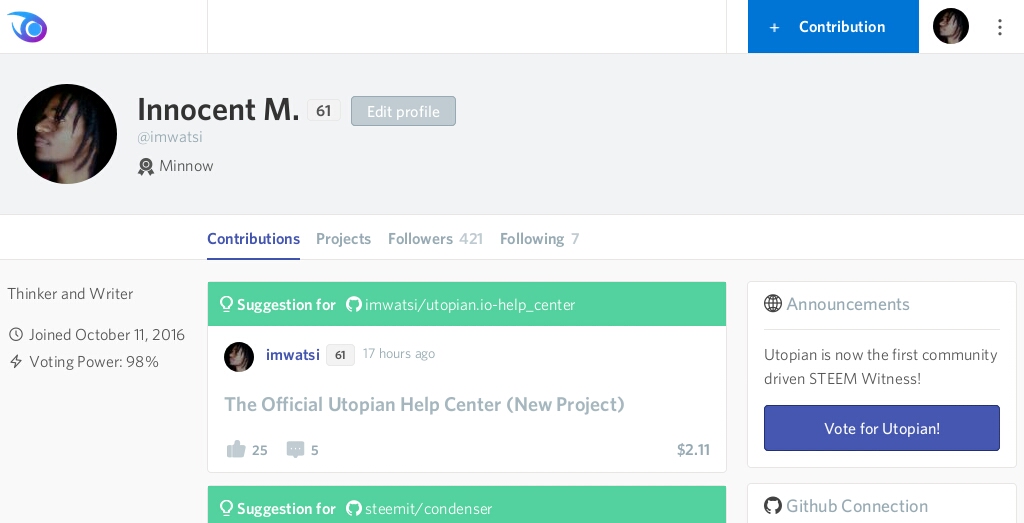 + Contribution
Innocent M. 61 Edit profile
@imwatsi
Minnow
Contributions Projects Followers 421 Following 7
Thinker and Writer
Joined October 11, 2016
Voting Power: 98%
Suggestion for imwatsi/utopian.io-help_center
imwatsi 61 17 hours ago
The Official Utopian Help Center (New Project)
25 5 $2.11
Suggestion for steemit/condenser
Announcements
Utopian is now the first community
driven STEEM Witness!
Vote for Utopian!
Github Connection